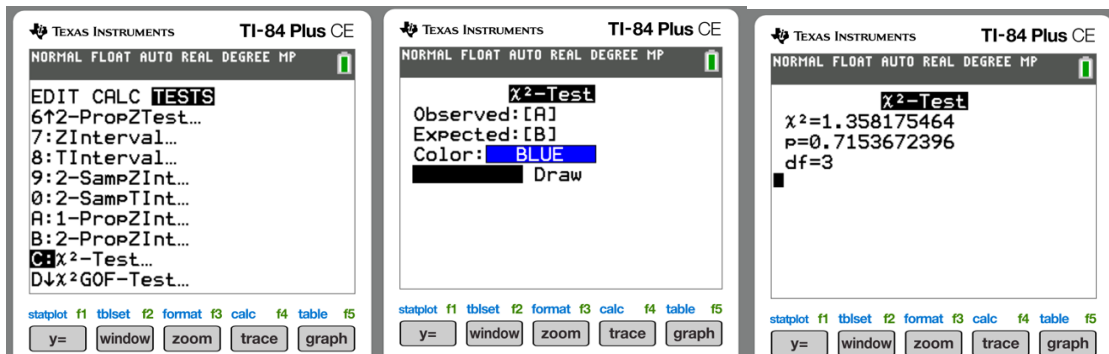 TEXAS INSTRUMENTS TI-84 Plus CE
NORMAL FLOAT AUTO REAL DEGREE MP
EDIT CALC TESTS
6↑2-PropZTest…
7:ZInterval…
8:TInterval…
9:2-SampZInt…
0:2-SampTInt…
A:1-PropZInt…
B:2-PropZInt…
C:χ²-Test…
D↓χ²GOF-Test…
statplot f1 tblset f2 format f3 calc f4 table f5
y= window zoom trace graph
TEXAS INSTRUMENTS TI-84 Plus CE
NORMAL FLOAT AUTO REAL DEGREE MP
χ²-Test
Observed:[A]
Expected:[B]
Color: BLUE
Draw
statplot f1 tblset f2 format f3 calc f4 table f5
y= window zoom trace graph
TEXAS INSTRUMENTS TI-84 Plus CE
NORMAL FLOAT AUTO REAL DEGREE MP
χ²-Test
χ²=1.358175464
p=0.7153672396
df=3
statplot f1 tblset f2 format f3 calc f4 table f5
y= window zoom trace graph